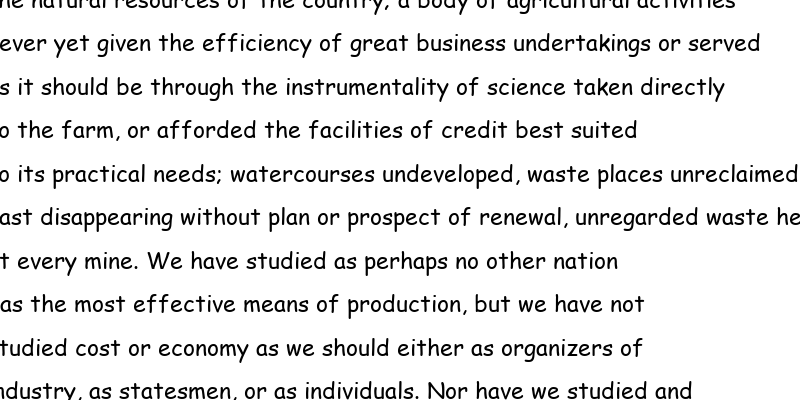 the natural resources of the country, a body of agricultural activities
ever yet given the efficiency of great business undertakings or served
s it should be through the instrumentality of science taken directly
o the farm, or afforded the facilities of credit best suited
o its practical needs; watercourses undeveloped, waste places unreclaimed
ast disappearing without plan or prospect of renewal, unregarded waste he
t every mine. We have studied as perhaps no other nation
as the most effective means of production, but we have not
tudied cost or economy as we should either as organizers of
ndustry, as statesmen, or as individuals. Nor have we studied and